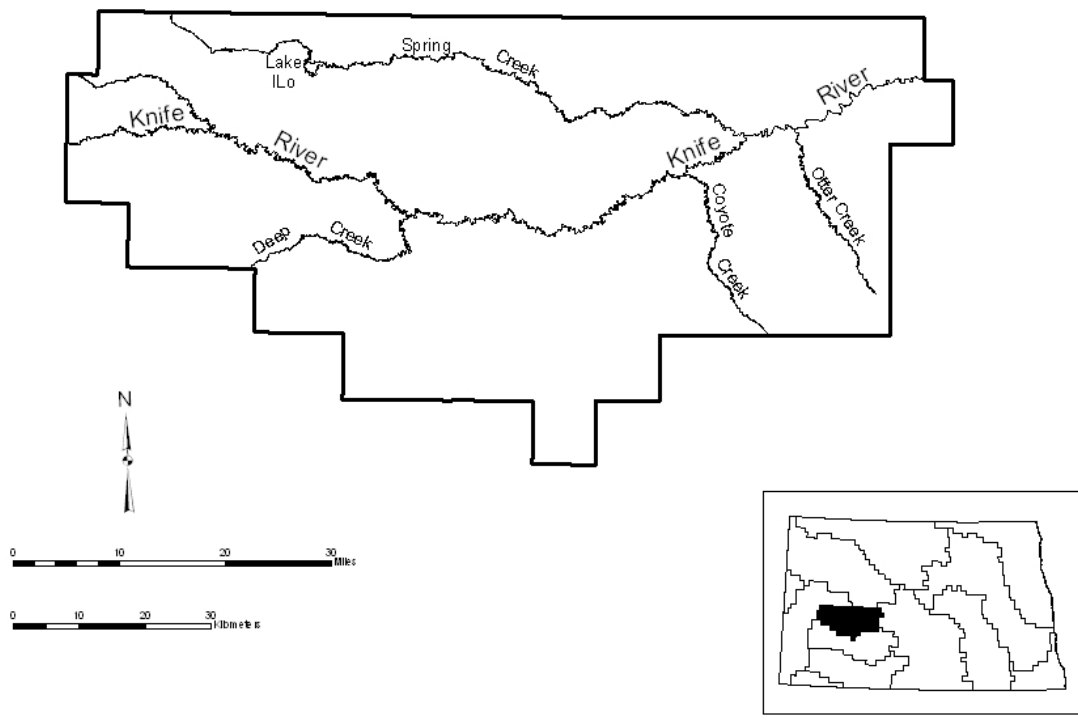 Spring
Creek
Lake
ILo
River
Knife
River
Knife
Otter Creek
Coyote
Creek
Deep
Creek
N
0 10 20 30 Miles
0 10 20 30 Kilometers